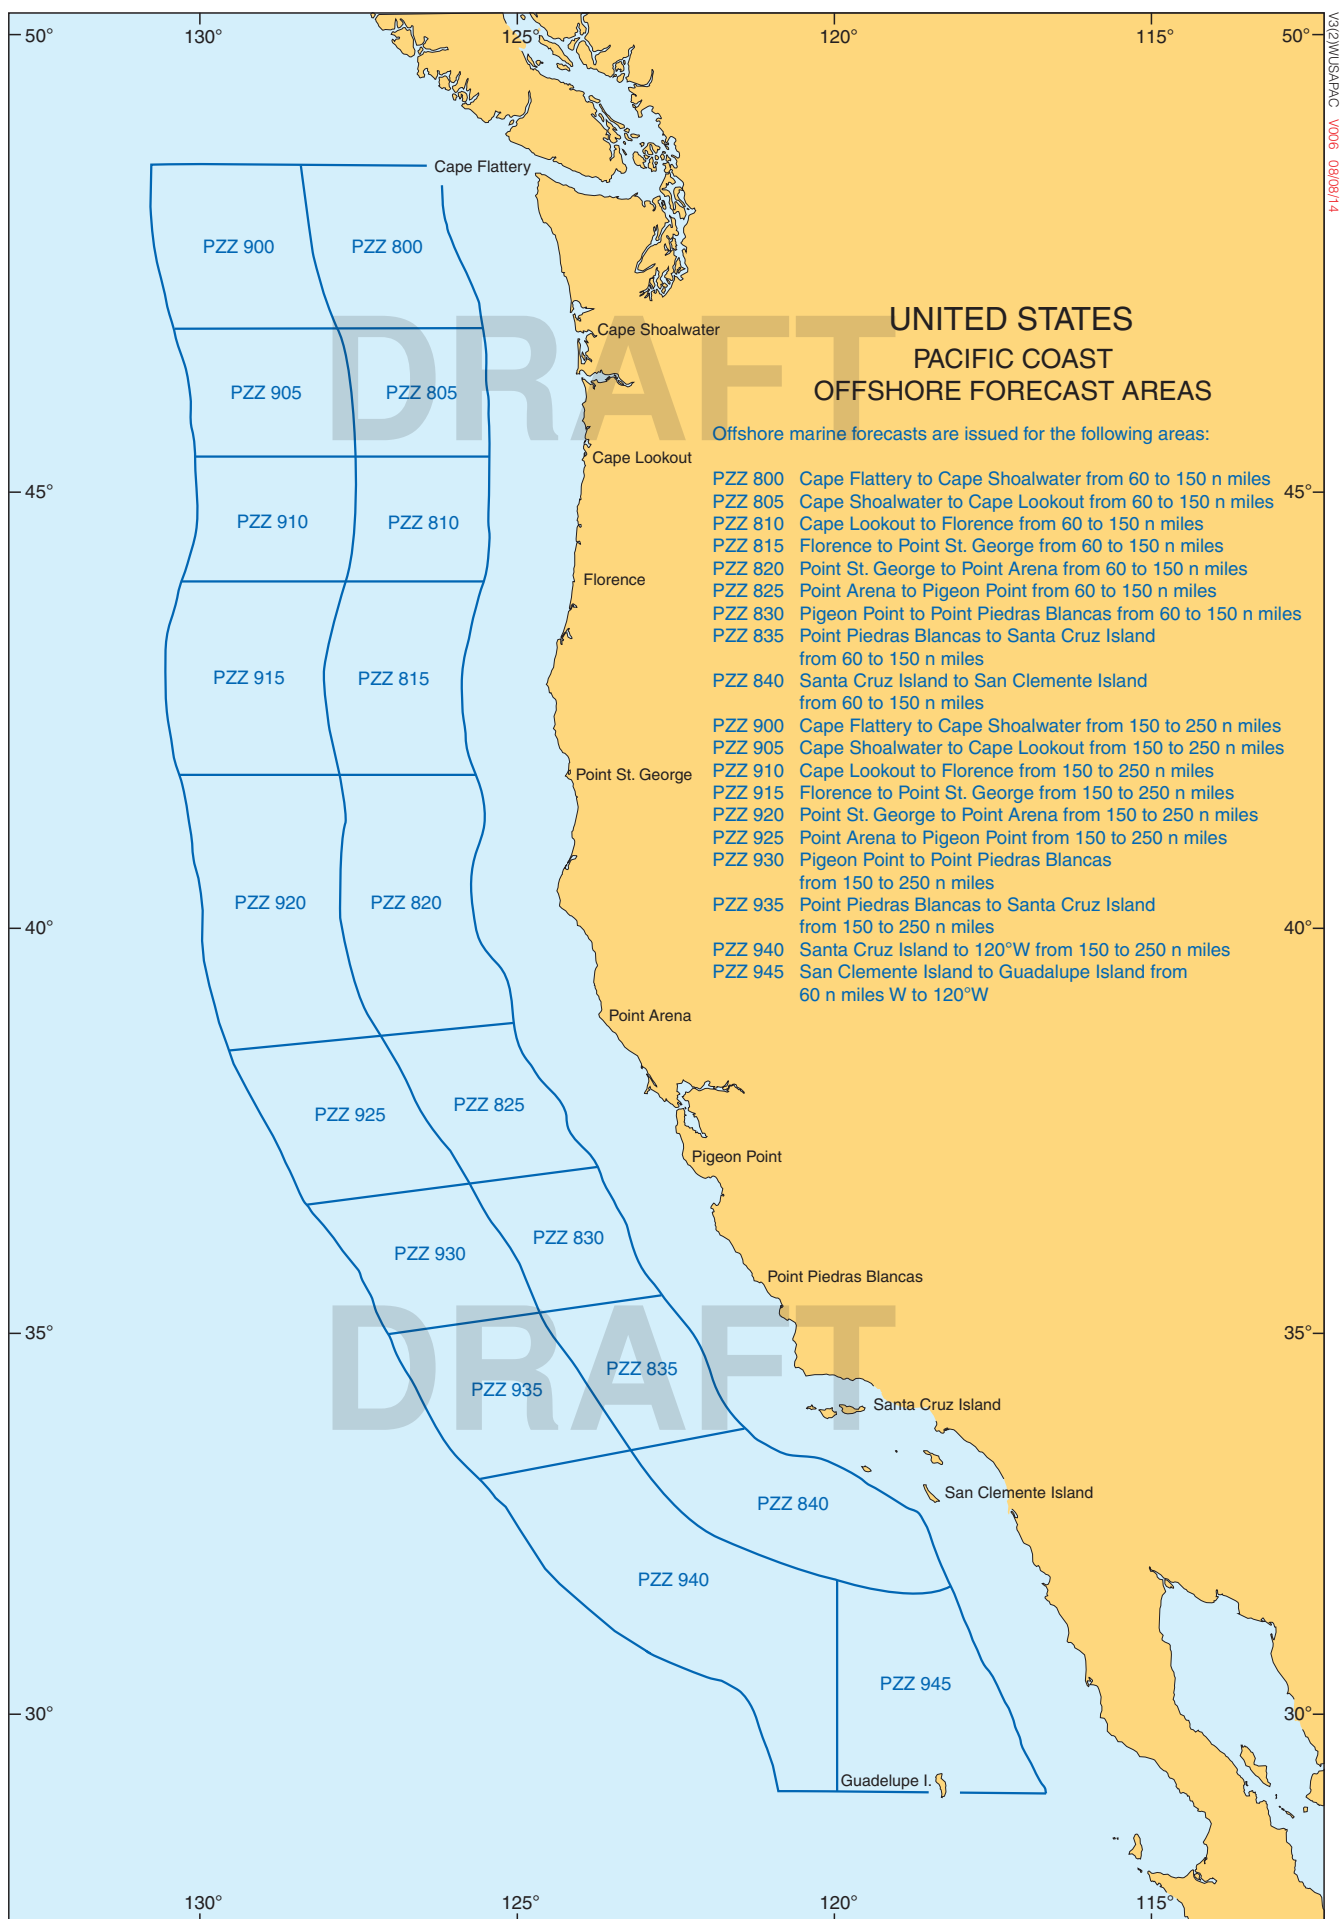 50° 130° 125° 120° 115° 50°
V3(2)WUSAPAC V006 08/08/14
Cape Flattery
PZZ 900 PZZ 800
DRAFT
Cape Shoalwater
UNITED STATES
PACIFIC COAST
OFFSHORE FORECAST AREAS
PZZ 905 PZZ 805
Offshore marine forecasts are issued for the following areas:
Cape Lookout
PZZ 800 Cape Flattery to Cape Shoalwater from 60 to 150 n miles
45° 45°
PZZ 805 Cape Shoalwater to Cape Lookout from 60 to 150 n miles
PZZ 910 PZZ 810
PZZ 810 Cape Lookout to Florence from 60 to 150 n miles
PZZ 815 Florence to Point St. George from 60 to 150 n miles
PZZ 820 Point St. George to Point Arena from 60 to 150 n miles
Florence
PZZ 825 Point Arena to Pigeon Point from 60 to 150 n miles
PZZ 830 Pigeon Point to Point Piedras Blancas from 60 to 150 n miles
PZZ 835 Point Piedras Blancas to Santa Cruz Island
from 60 to 150 n miles
PZZ 915 PZZ 815
PZZ 840 Santa Cruz Island to San Clemente Island
from 60 to 150 n miles
PZZ 900 Cape Flattery to Cape Shoalwater from 150 to 250 n miles
PZZ 905 Cape Shoalwater to Cape Lookout from 150 to 250 n miles
Point St. George
PZZ 910 Cape Lookout to Florence from 150 to 250 n miles
PZZ 915 Florence to Point St. George from 150 to 250 n miles
PZZ 920 Point St. George to Point Arena from 150 to 250 n miles
PZZ 925 Point Arena to Pigeon Point from 150 to 250 n miles
PZZ 930 Pigeon Point to Point Piedras Blancas
from 150 to 250 n miles
PZZ 920 PZZ 820
PZZ 935 Point Piedras Blancas to Santa Cruz Island
from 150 to 250 n miles
40° 40°
PZZ 940 Santa Cruz Island to 120°W from 150 to 250 n miles
PZZ 945 San Clemente Island to Guadalupe Island from
60 n miles W to 120°W
Point Arena
PZZ 925 PZZ 825
Pigeon Point
PZZ 930 PZZ 830
Point Piedras Blancas
DRAFT
35° 35°
PZZ 935 PZZ 835
Santa Cruz Island
San Clemente Island
PZZ 840
PZZ 940
PZZ 945
30° 30°
Guadelupe I.
130° 125° 120° 115°